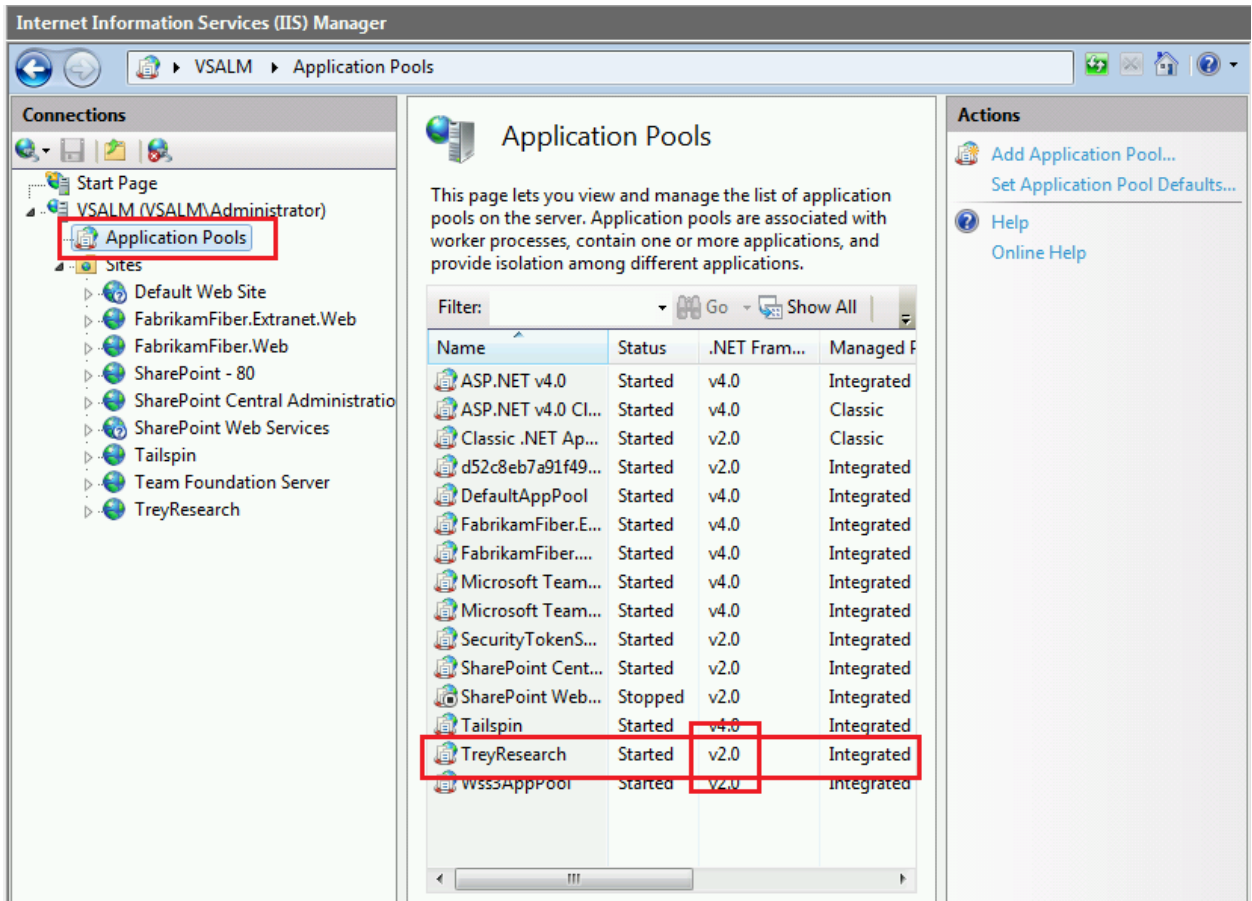 Internet Information Services (IIS) Manager
VSALM Application Pools
Connections
Start Page
VSALM (VSALM\Administrator)
Application Pools
Sites
Default Web Site
FabrikamFiber.Extranet.Web
FabrikamFiber.Web
SharePoint - 80
SharePoint Central Administratio
SharePoint Web Services
Tailspin
Team Foundation Server
TreyResearch
Application Pools
This page lets you view and manage the list of application
pools on the server. Application pools are associated with
worker processes, contain one or more applications, and
provide isolation among different applications.
Filter: Go Show All
Name Status .NET Fram... Managed P
ASP.NET v4.0 Started v4.0 Integrated
ASP.NET v4.0 Cl... Started v4.0 Classic
Classic .NET Ap... Started v2.0 Classic
d52c8eb7a91f49... Started v2.0 Integrated
DefaultAppPool Started v4.0 Integrated
FabrikamFiber.E... Started v4.0 Integrated
FabrikamFiber.... Started v4.0 Integrated
Microsoft Team... Started v4.0 Integrated
Microsoft Team... Started v4.0 Integrated
SecurityTokenS... Started v2.0 Integrated
SharePoint Cent... Started v2.0 Integrated
SharePoint Web... Stopped v2.0 Integrated
Tailspin Started v4.0 Integrated
TreyResearch Started v2.0 Integrated
Wss3AppPool Started v2.0 Integrated
Actions
Add Application Pool...
Set Application Pool Defaults...
Help
Online Help